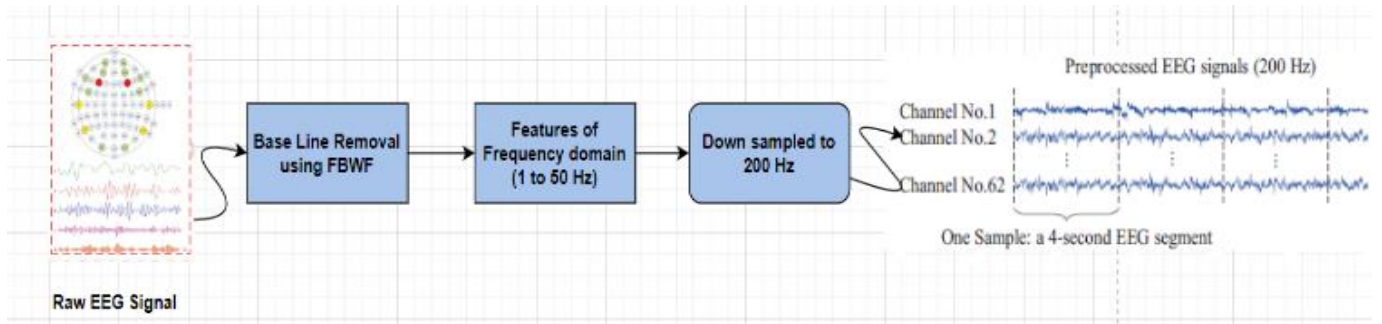 Raw EEG Signal
Base Line Removal
using FBWF
Features of
Frequency domain
(1 to 50 Hz)
Down sampled to
200 Hz
Preprocessed EEG signals (200 Hz)
Channel No.1
Channel No.2
Channel No.62
One Sample: a 4-second EEG segment